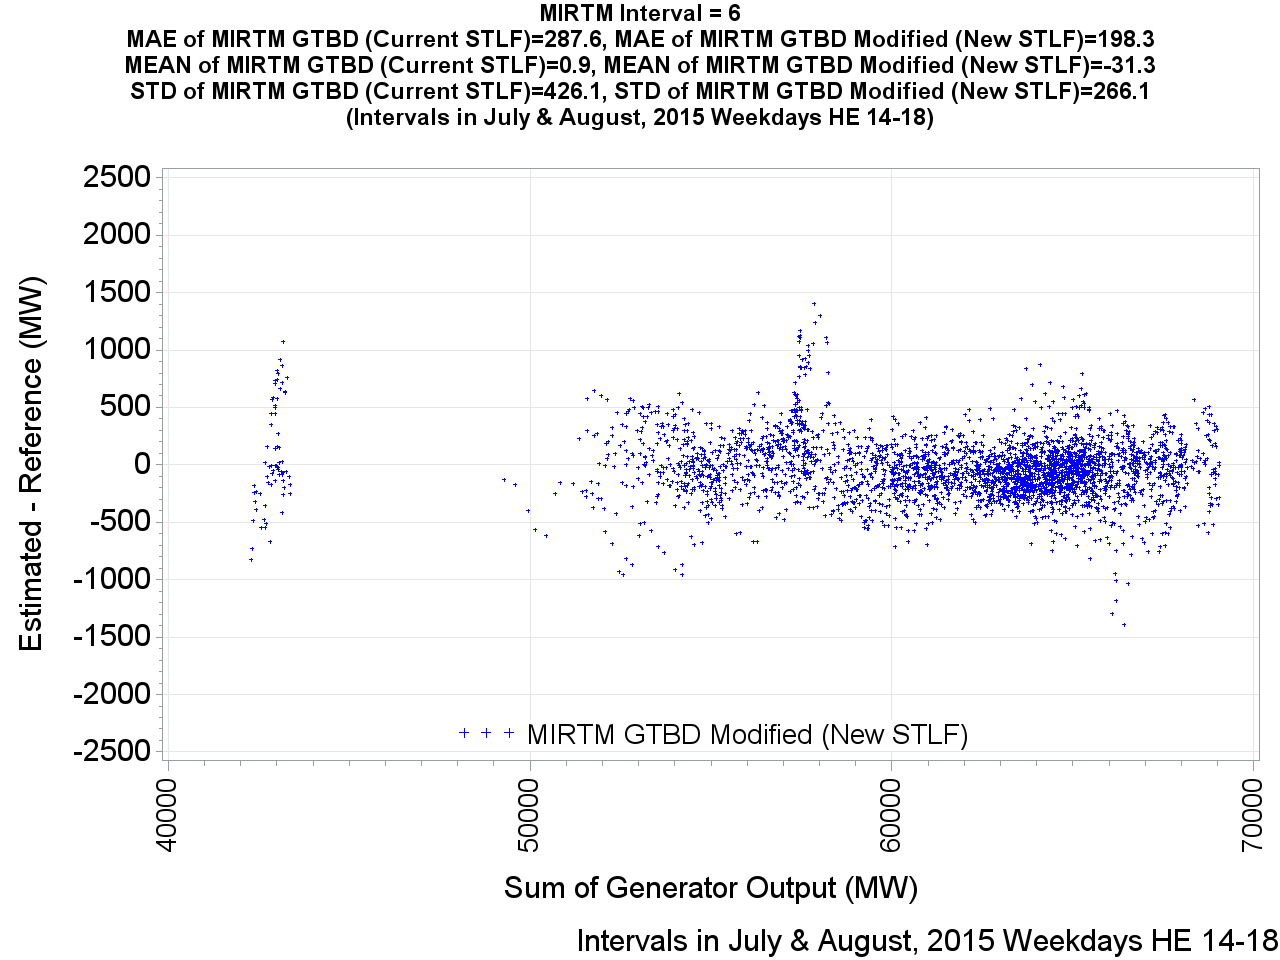 MIRTM Interval = 6
MAE of MIRTM GTBD (Current STLF)=287.6, MAE of MIRTM GTBD Modified (New STLF)=198.3
MEAN of MIRTM GTBD (Current STLF)=0.9, MEAN of MIRTM GTBD Modified (New STLF)=-31.3
STD of MIRTM GTBD (Current STLF)=426.1, STD of MIRTM GTBD Modified (New STLF)=266.1
(Intervals in July & August, 2015 Weekdays HE 14-18)
Estimated - Reference (MW)
2500
2000
1500
1000
500
0
-500
-1000
-1500
-2000
-2500
MIRTM GTBD Modified (New STLF)
40000
50000
60000
70000
Sum of Generator Output (MW)
Intervals in July & August, 2015 Weekdays HE 14-18